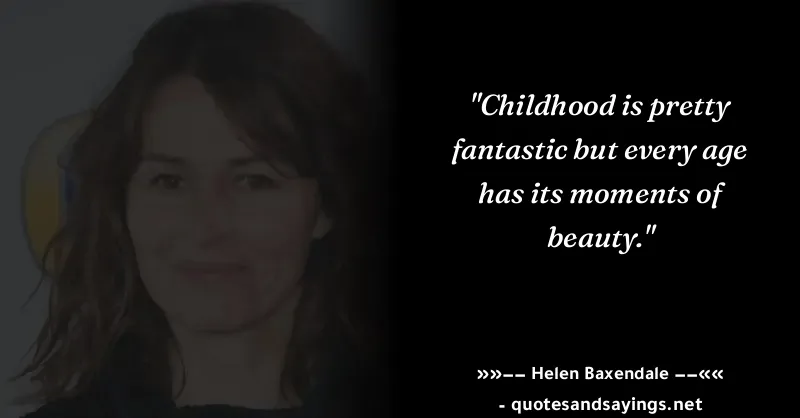 "Childhood is pretty
fantastic but every age
has its moments of
beauty."
»»−− Helen Baxendale −−««
- quotesandsayings.net